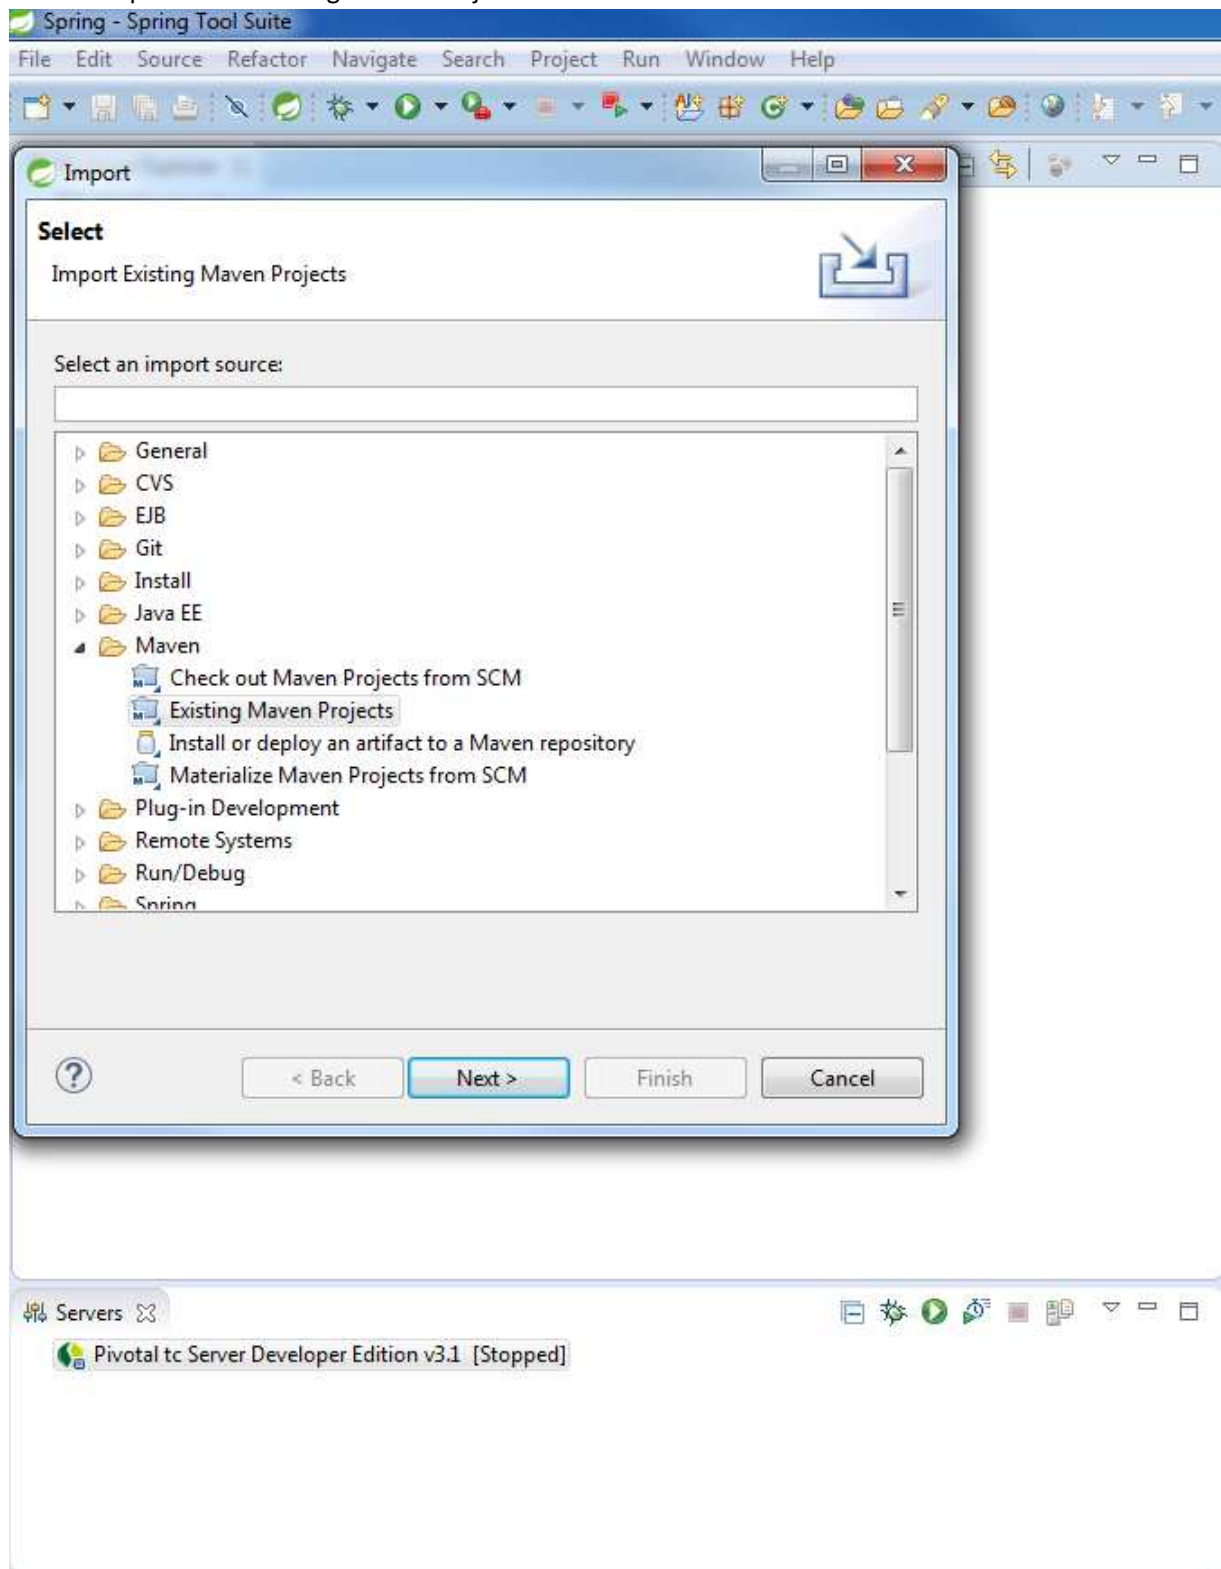 Spring - Spring Tool Suite
File Edit Source Refactor Navigate Search Project Run Window Help
Import
Select
Import Existing Maven Projects
Select an import source:
General
CVS
EJB
Git
Install
Java EE
Maven
Check out Maven Projects from SCM
Existing Maven Projects
Install or deploy an artifact to a Maven repository
Materialize Maven Projects from SCM
Plug-in Development
Remote Systems
Run/Debug
Spring
< Back Next > Finish Cancel
Servers
Pivotal tc Server Developer Edition v3.1 [Stopped]